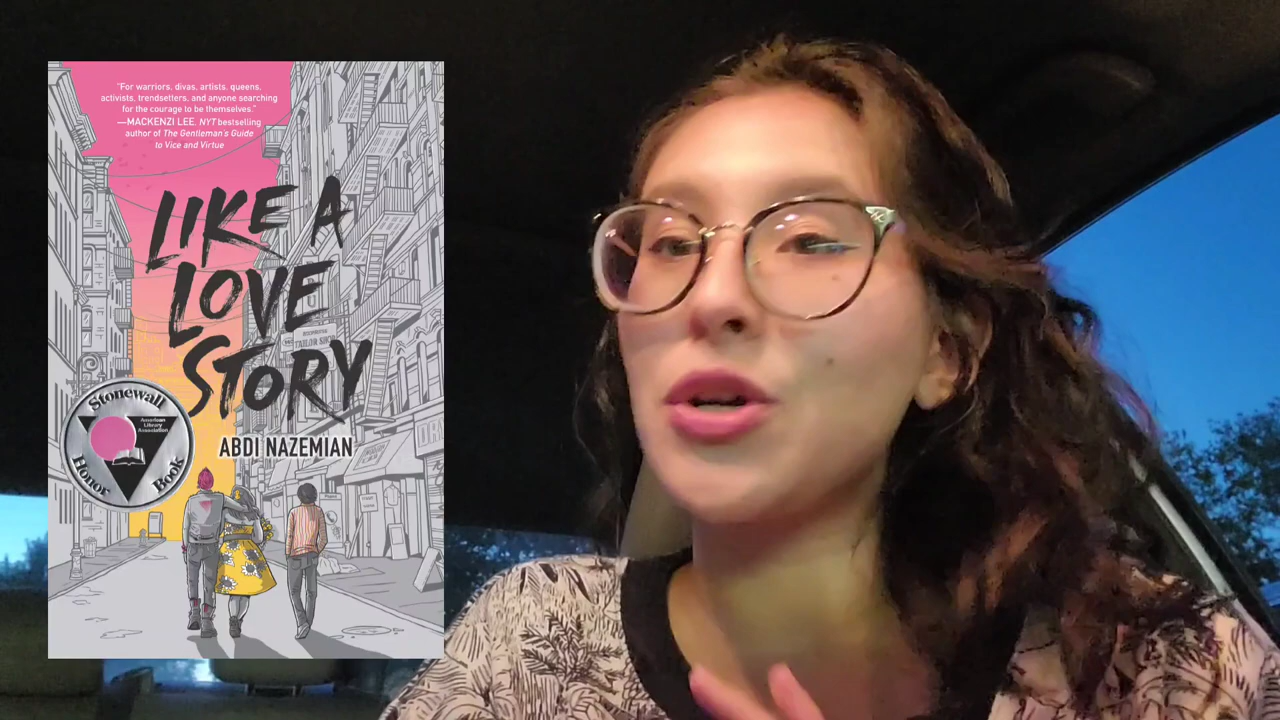 "For warriors, divas, artists, queens,
activists, trendsetters, and anyone searching
for the courage to be themselves."
—MACKENZI LEE, NYT bestselling
author of The Gentleman's Guide
to Vice and Virtue
LIKE A
LOVE
STORY
ABDI NAZEMIAN
Stonewall
American
Library
Association
Honor
Book
TAILOR SHOP